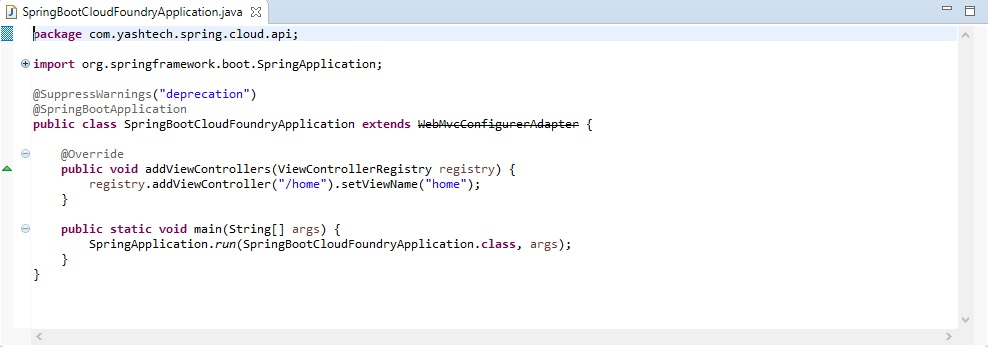 SpringBootCloudFoundryApplication.java
package com.yashtech.spring.cloud.api;
import org.springframework.boot.SpringApplication;
@SuppressWarnings("deprecation")
@SpringBootApplication
public class SpringBootCloudFoundryApplication extends WebMvcConfigurerAdapter {
@Override
public void addViewControllers(ViewControllerRegistry registry) {
registry.addViewController("/home").setViewName("home");
}
public static void main(String[] args) {
SpringApplication.run(SpringBootCloudFoundryApplication.class, args);
}
}